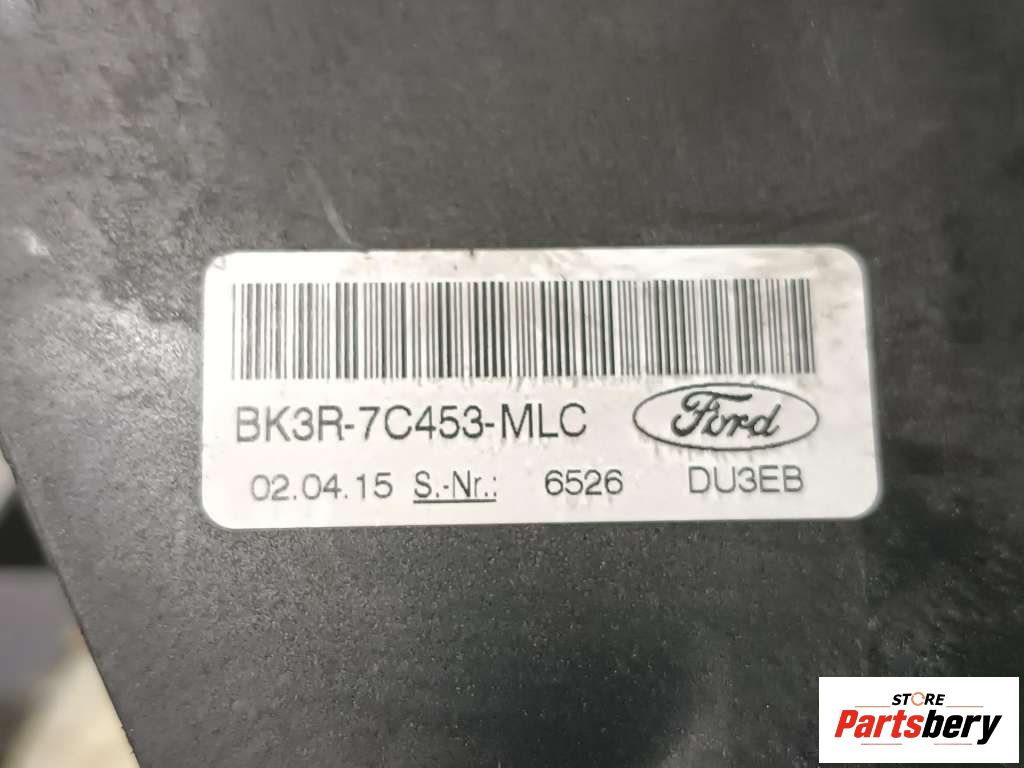 BK3R-7C453-MLC
Ford
02.04.15 S.-Nr.: 6526 DU3EB
STORE
Partsbery